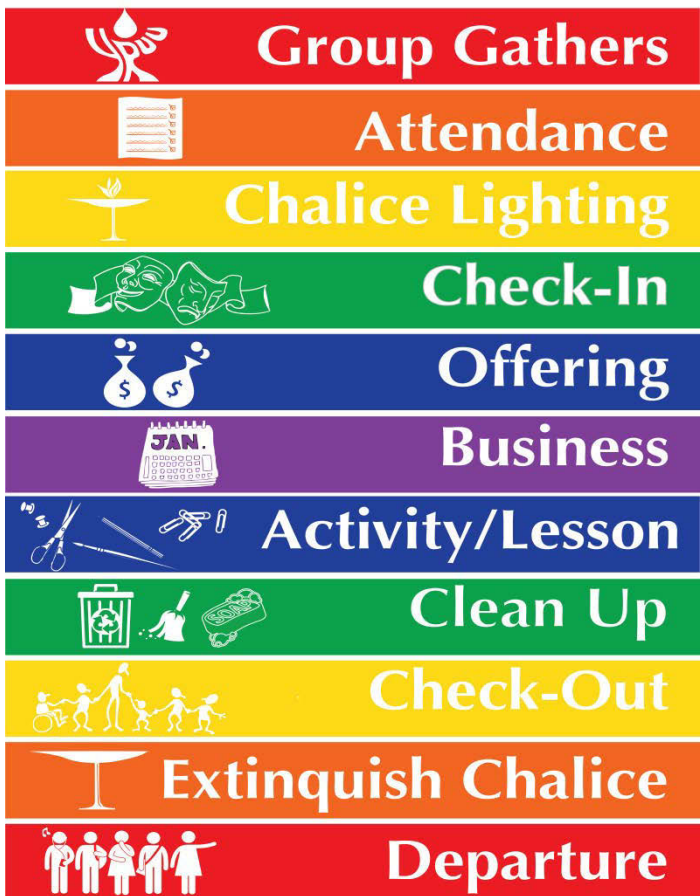 Group Gathers
Attendance
Chalice Lighting
Check-In
Offering
$ $
JAN.
Business
Activity/Lesson
SOAP
Clean Up
Check-Out
Extinquish Chalice
Departure